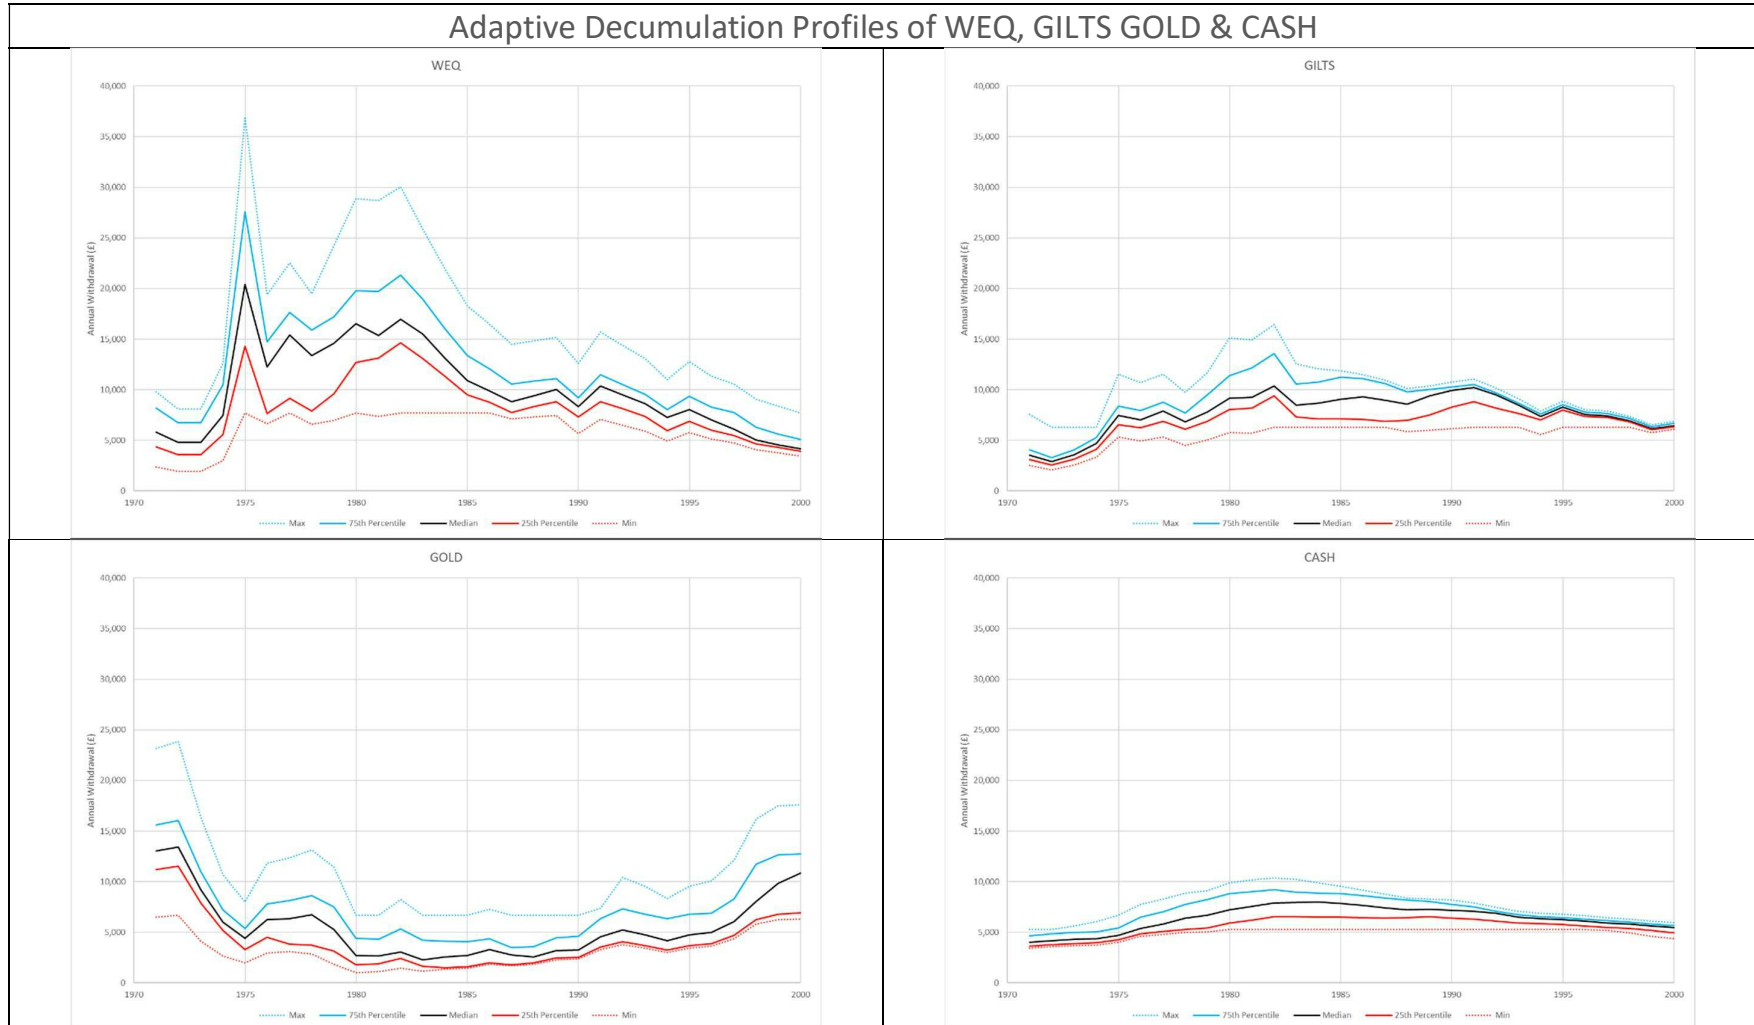 Adaptive Decumulation Profiles of WEQ, GILTS GOLD & CASH
WEQ
40,000
35,000
30,000
25,000
20,000
15,000
10,000
5,000
0
Annual Withdrawal (£)
1970 1975 1980 1985 1990 1995 2000
Max 75th Percentile Median 25th Percentile Min
GILTS
40,000
35,000
30,000
25,000
20,000
15,000
10,000
5,000
0
Annual Withdrawal (£)
1970 1975 1980 1985 1990 1995 2000
Max 75th Percentile Median 25th Percentile Min
GOLD
40,000
35,000
30,000
25,000
20,000
15,000
10,000
5,000
0
Annual Withdrawal (£)
1970 1975 1980 1985 1990 1995 2000
Max 75th Percentile Median 25th Percentile Min
CASH
40,000
35,000
30,000
25,000
20,000
15,000
10,000
5,000
0
Annual Withdrawal (£)
1970 1975 1980 1985 1990 1995 2000
Max 75th Percentile Median 25th Percentile Min